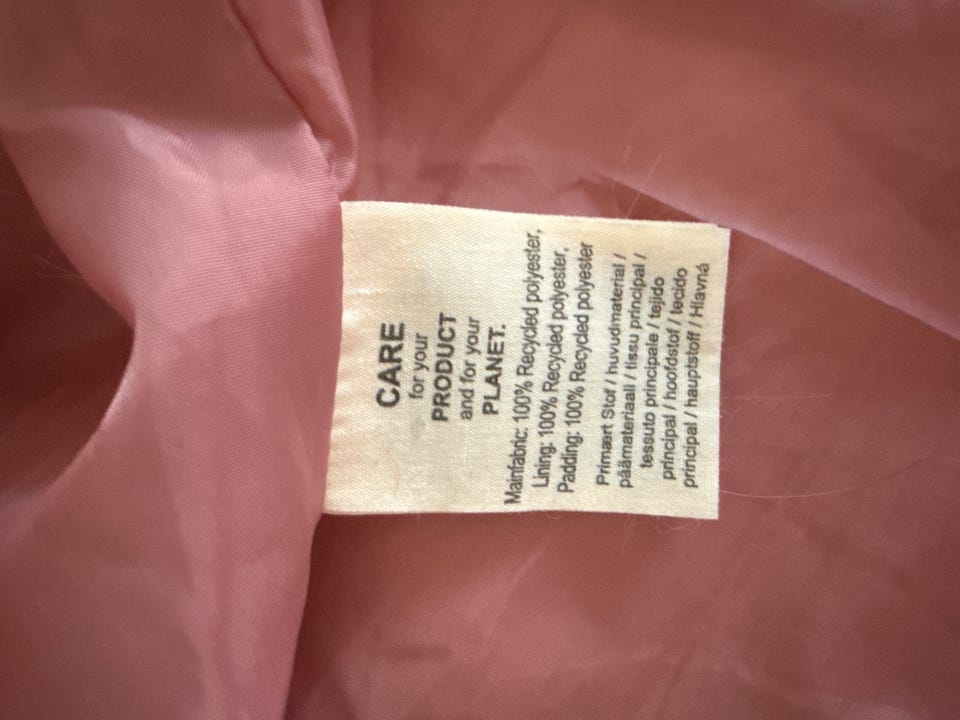 CARE
for your
PRODUCT
and for your
PLANET.
Mainfabric: 100% Recycled polyester,
Lining: 100% Recycled polyester,
Padding: 100% Recycled polyester
Primært Stof / huvudmaterial /
päämateriaali / tissu principal /
tessuto principale / tejido
principal / hoofdstof / tecido
principal / hauptstoff / Hlavná